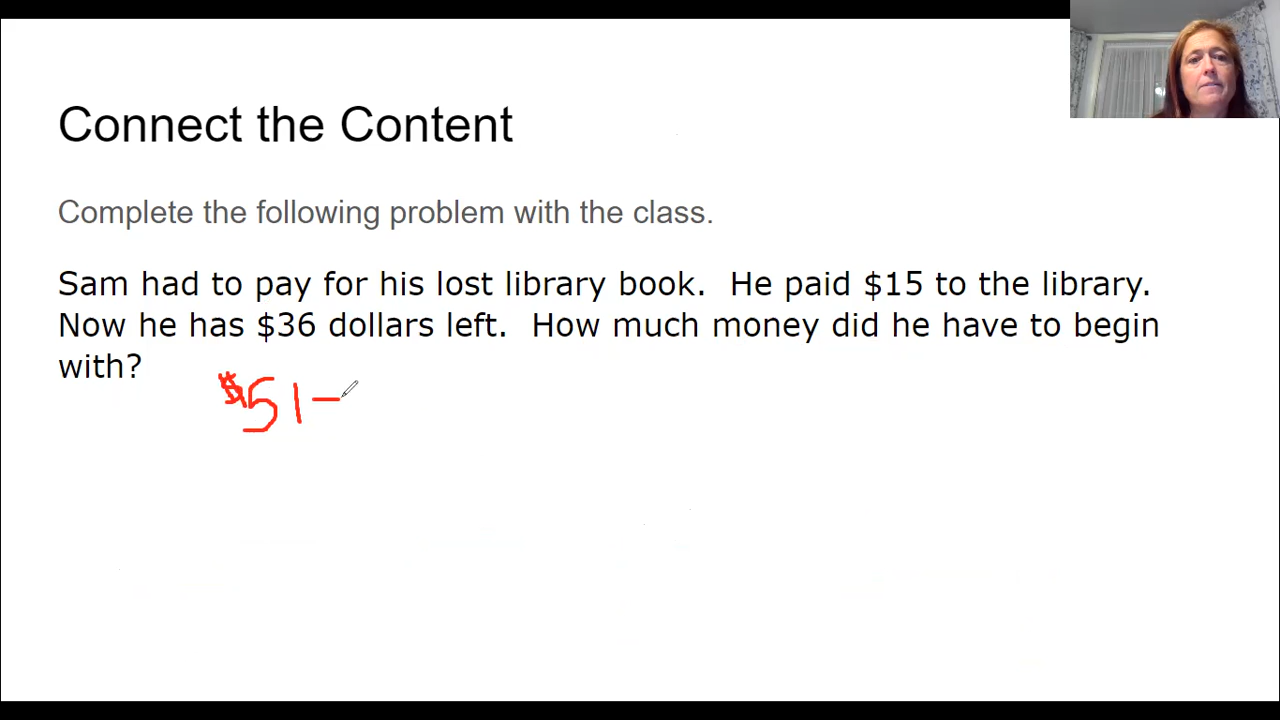 Connect the Content
Complete the following problem with the class.
Sam had to pay for his lost library book.  He paid $15 to the library.
Now he has $36 dollars left.  How much money did he have to begin
with?
$51-